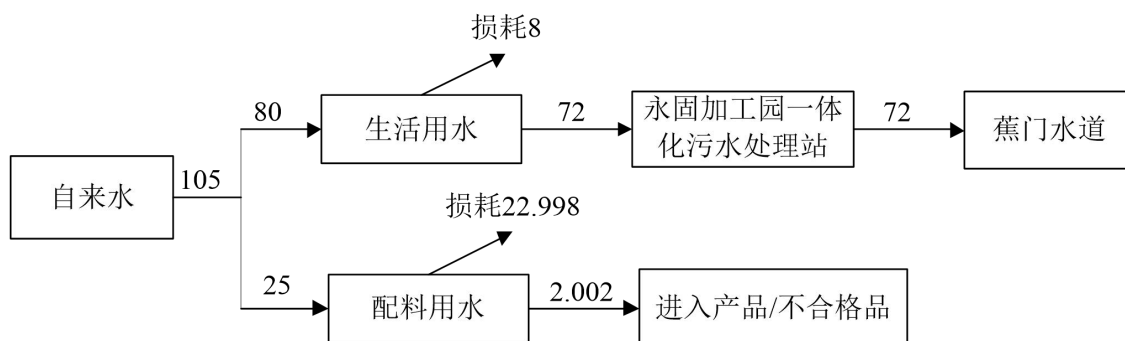 损耗8
80
生活用水
72
永固加工园一体
化污水处理站
72
蕉门水道
自来水
105
损耗22.998
25
配料用水
2.002
进入产品/不合格品